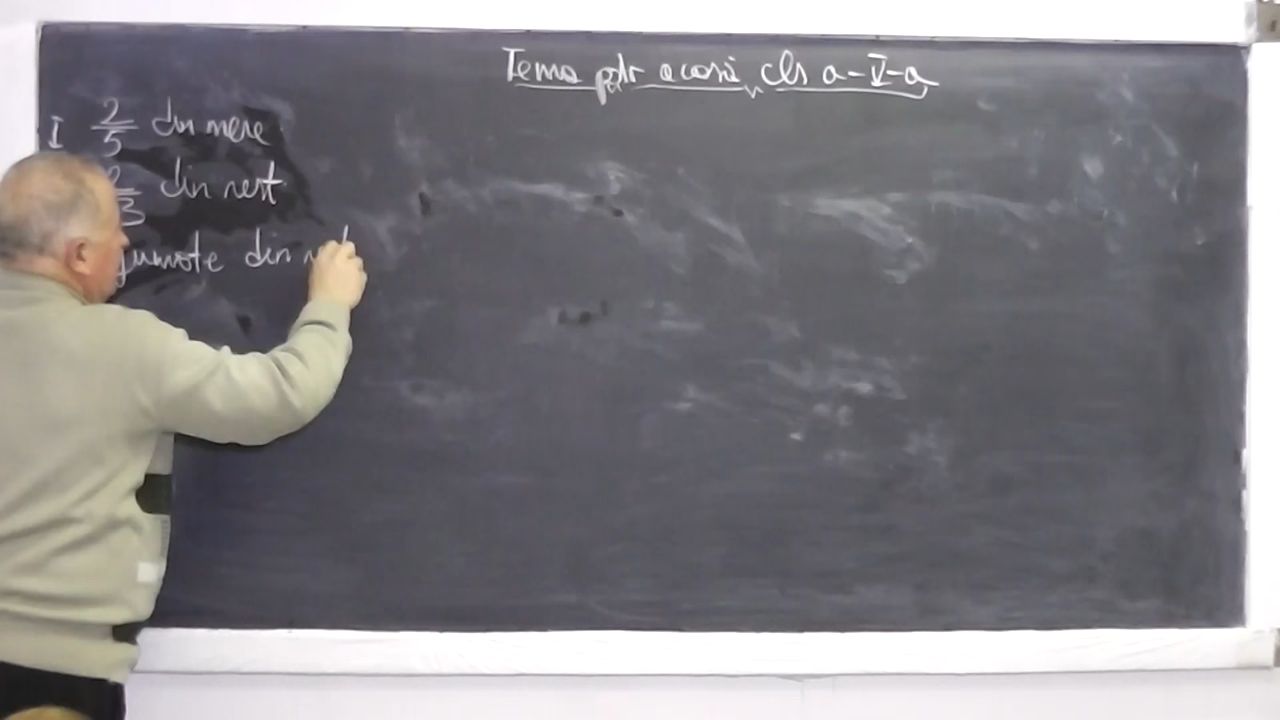 Tema ptr acasă cls a-V-a
I 2/5 din mere
2/3 din rest
jumate din